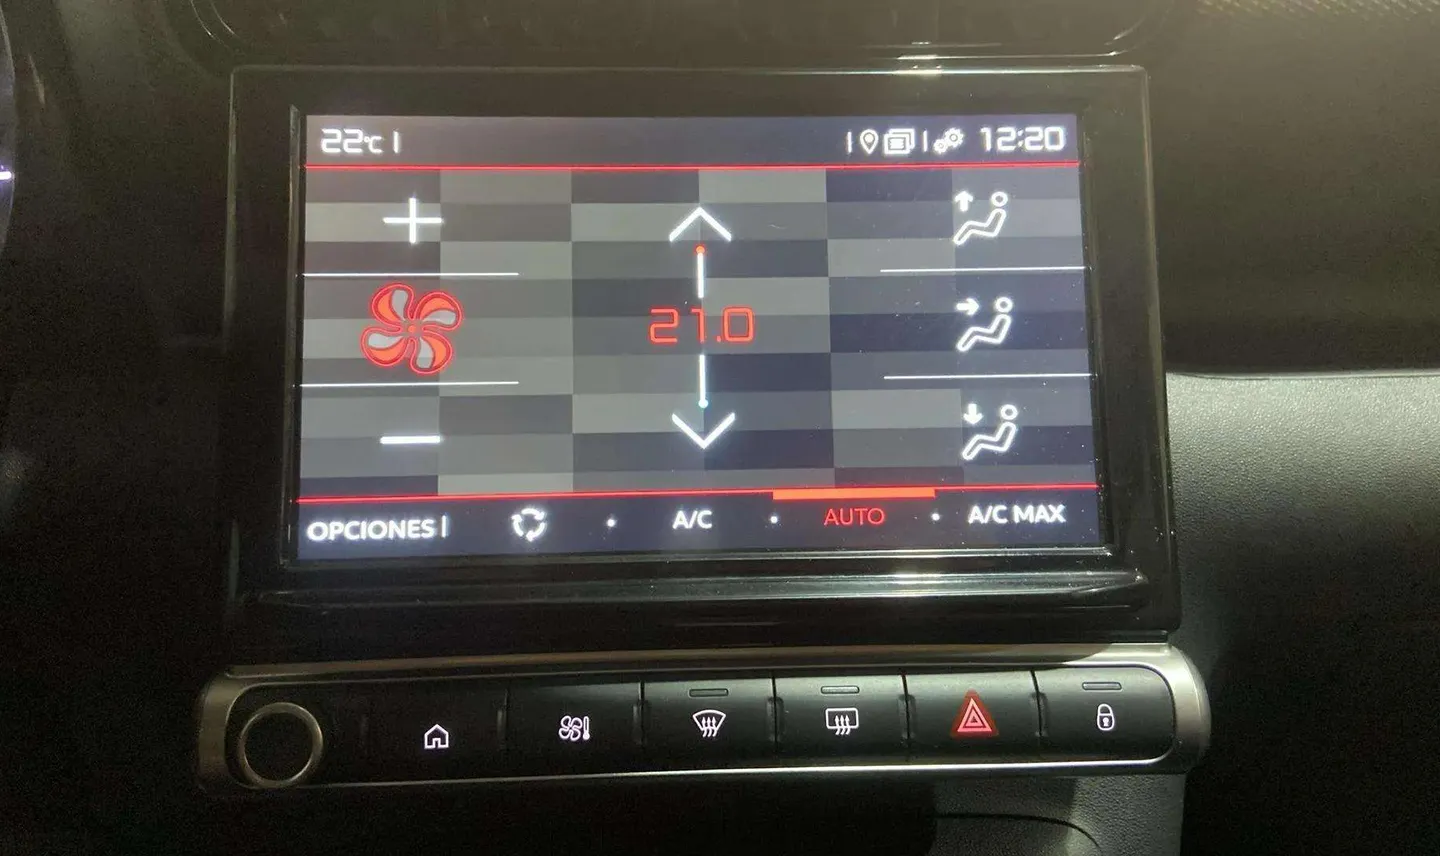 22°C
12:20
21.0
OPCIONES A/C AUTO A/C MAX